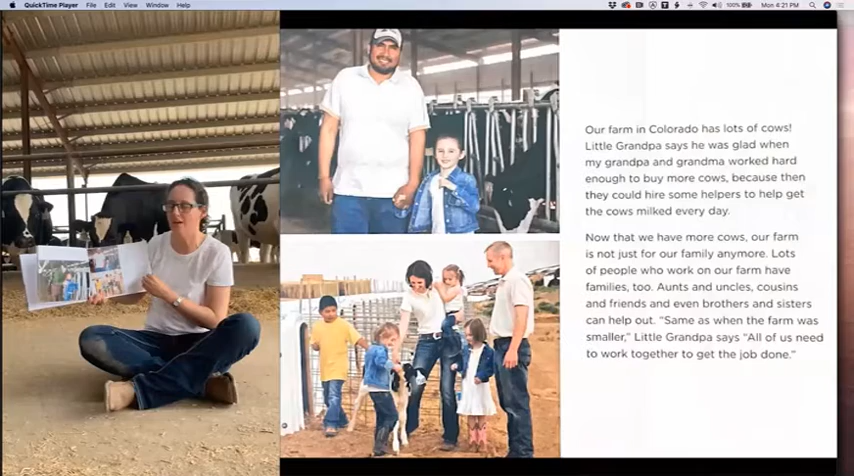 QuickTime Player File Edit View Window Help
100% Mon 4:21 PM
Our farm in Colorado has lots of cows!
Little Grandpa says he was glad when
my grandpa and grandma worked hard
enough to buy more cows, because then
they could hire some helpers to help get
the cows milked every day.
Now that we have more cows, our farm
is not just for our family anymore. Lots
of people who work on our farm have
families, too. Aunts and uncles, cousins
and friends and even brothers and sisters
can help out. “Same as when the farm was
smaller,” Little Grandpa says “All of us need
to work together to get the job done.”